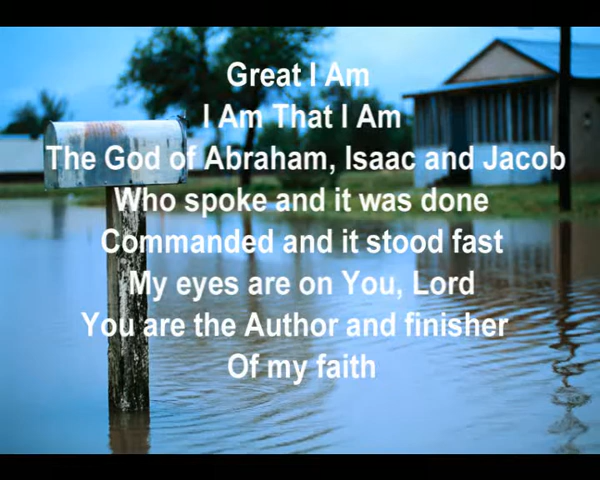 Great I Am
I Am That I Am
The God of Abraham, Isaac and Jacob
Who spoke and it was done
Commanded and it stood fast
My eyes are on You, Lord
You are the Author and finisher
Of my faith